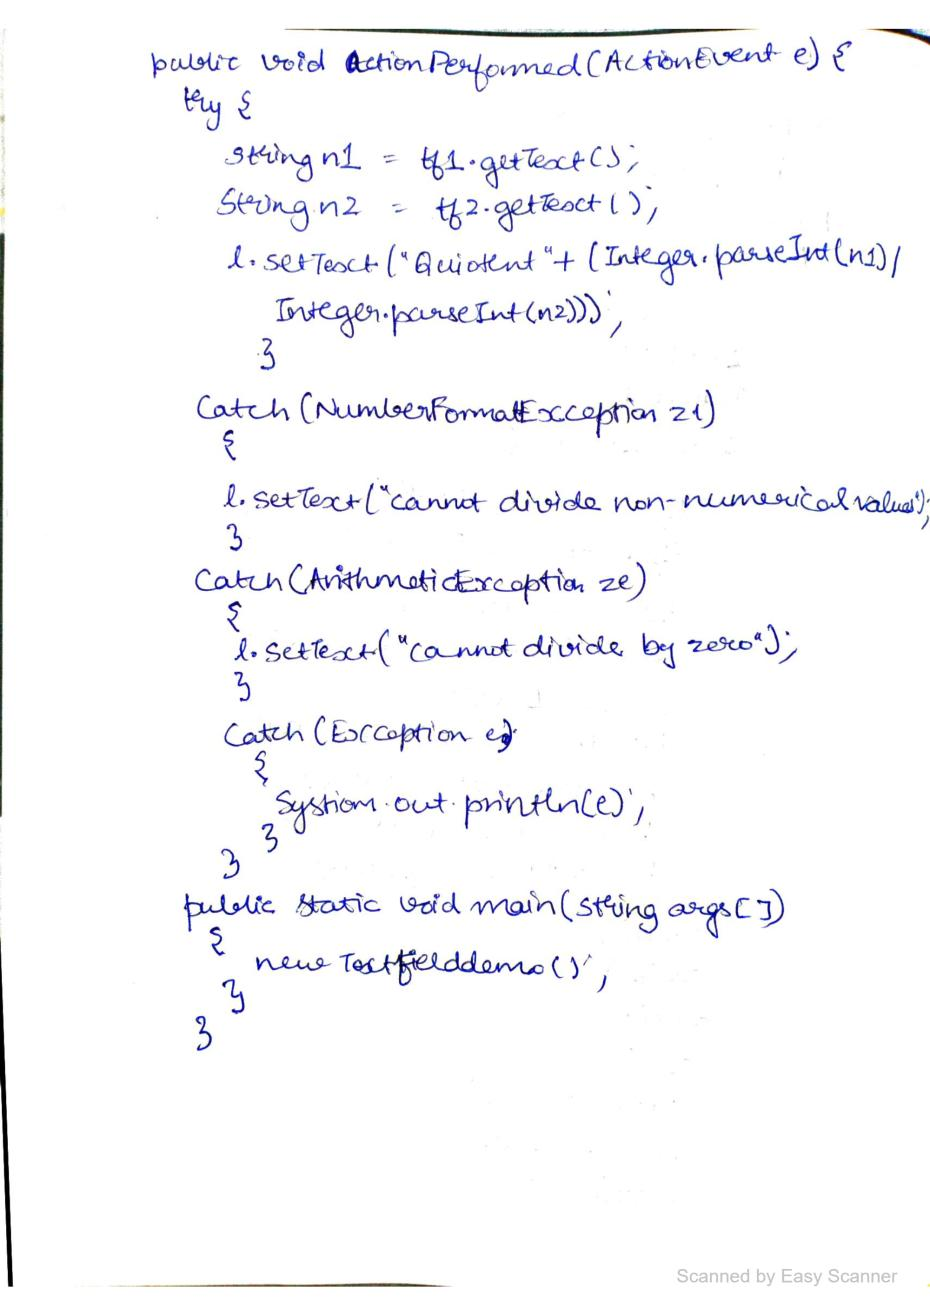 public void ActionPerformed(ActionEvent e) {
try {
String n1 = tf1.getText();
String n2 = tf2.getText();
l.setText("Quiotent"+ (Integer.parseInt(n1)/
Integer.parseInt(n2)));
}
Catch (NumberFormatException z1)
{
l.setText("cannot divide non-numerical values");
}
Catch(ArithmeticException ze)
{
l.setText("cannot divide by zero");
}
Catch (Exception e)
{
System.out.println(e);
}
}
public static void main(String args[])
{
new Textfielddemo();
}
}
Scanned by Easy Scanner